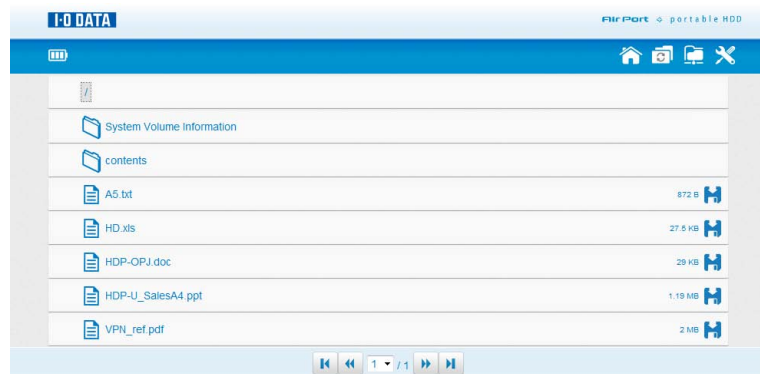 I-O DATA
AirPort portable HDD
/
System Volume Information
contents
A5.txt 872 B
HD.xls 27.5 KB
HDP-OPJ.doc 29 KB
HDP-U_SalesA4.ppt 1.19 MB
VPN_ref.pdf 2 MB
1 / 1